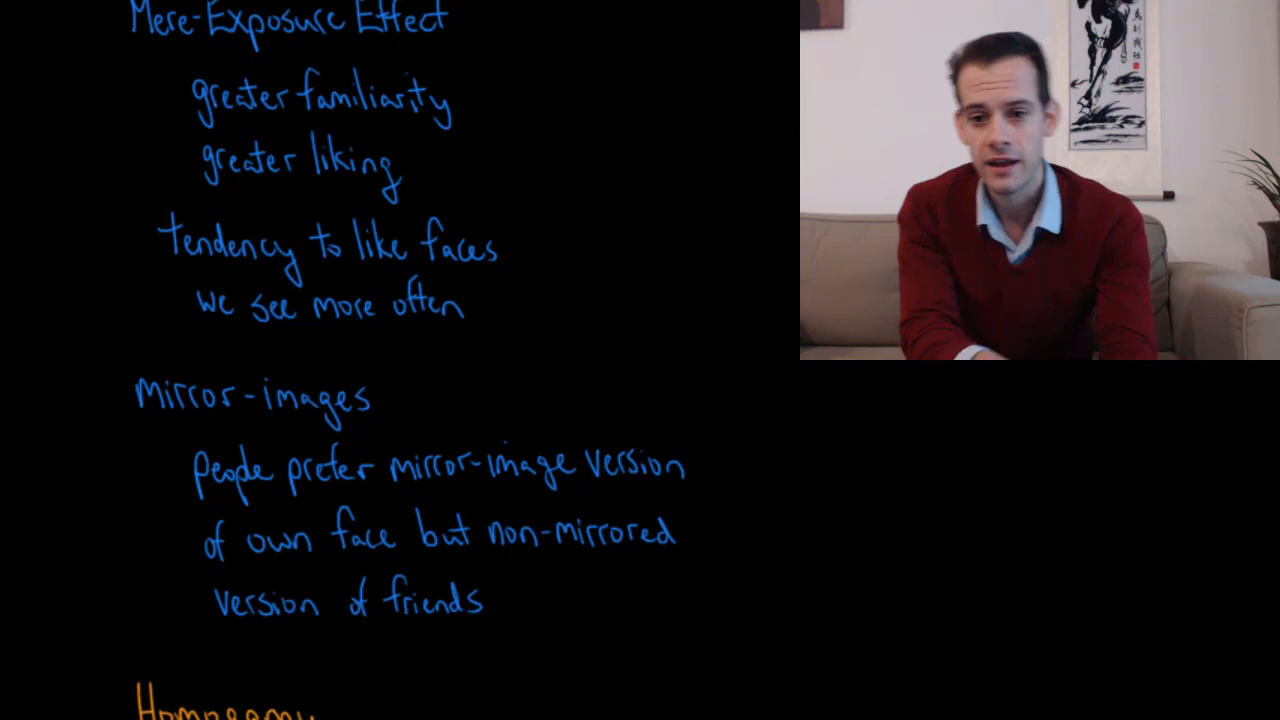 Mere-Exposure Effect
greater familiarity
greater liking
tendency to like faces
we see more often
Mirror-images
people prefer mirror-image version
of own face but non-mirrored
version of friends
Homogamy